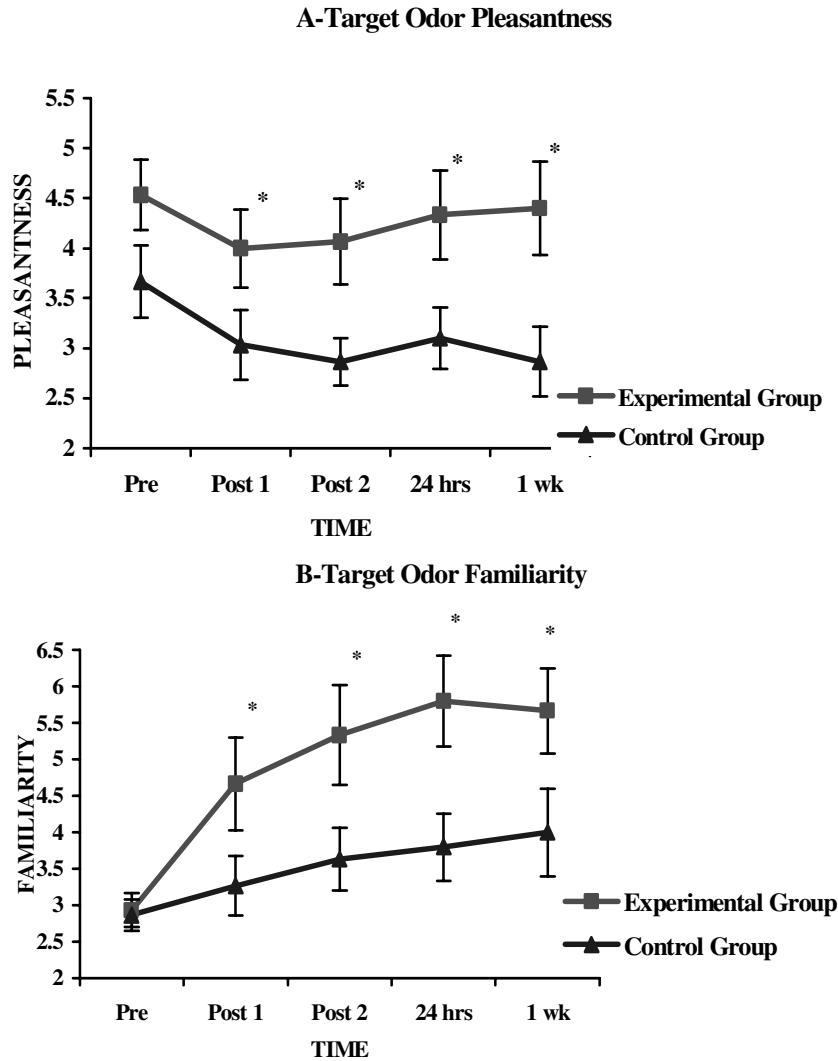 A-Target Odor Pleasantness
5.5
5
4.5
4
3.5
3
2.5
2
PLEASANTNESS
* * * *
Experimental Group
Control Group
Pre Post 1 Post 2 24 hrs 1 wk
TIME
B-Target Odor Familiarity
6.5
6
5.5
5
4.5
4
3.5
3
2.5
2
FAMILIARITY
* * * *
Experimental Group
Control Group
Pre Post 1 Post 2 24 hrs 1 wk
TIME